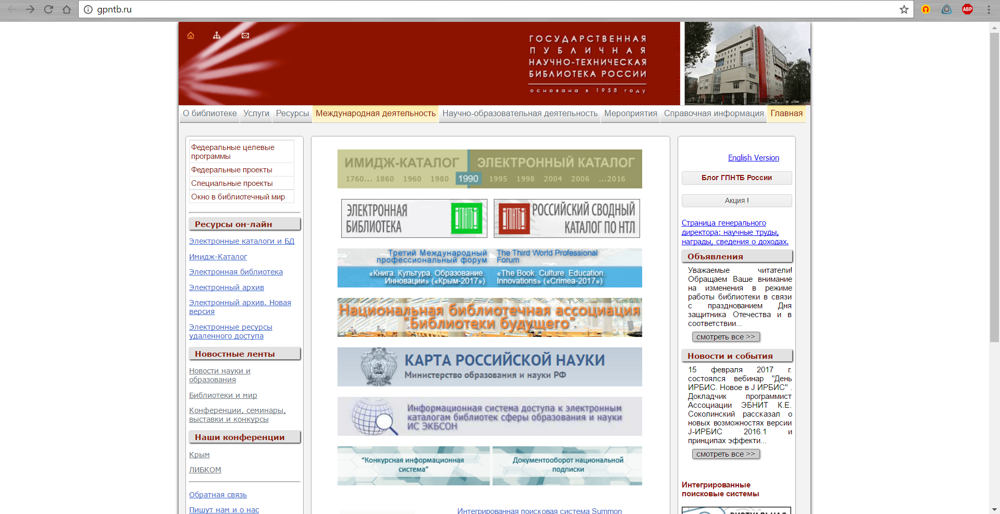 gpntb.ru
ABP
ГОСУДАРСТВЕННАЯ
ПУБЛИЧНАЯ
НАУЧНО-ТЕХНИЧЕСКАЯ
БИБЛИОТЕКА РОССИИ
основана в 1958 году
О библиотеке
Услуги
Ресурсы
Международная деятельность
Научно-образовательная деятельность
Мероприятия
Справочная информация
Главная
Федеральные целевые
программы
Федеральные проекты
Специальные проекты
Окно в библиотечный мир
Ресурсы он-лайн
Электронные каталоги и БД
Имидж-Каталог
Электронная библиотека
Электронный архив
Электронный архив. Новая
версия
Электронные ресурсы
удаленного доступа
Новостные ленты
Новости науки и
образования
Библиотеки и мир
Конференции, семинары,
выставки и конкурсы
Наши конференции
Крым
ЛИБКОМ
Обратная связь
Пишут нам и о нас
ИМИДЖ-КАТАЛОГ
ЭЛЕКТРОННЫЙ КАТАЛОГ
1760... 1860 1960 1980 1990 1995 1998 2004 2006 ...2016
ЭЛЕКТРОННАЯ
БИБЛИОТЕКА
ГПНТБ
ГПНТБ
РОССИЙСКИЙ СВОДНЫЙ
КАТАЛОГ ПО НТЛ
Третий Международный
профессиональный форум
«Книга. Культура. Образование.
Инновации» («Крым-2017»)
The Third World Professional
Forum
«The Book. Culture. Education.
Innovations» («Crimea-2017»)
Национальная библиотечная ассоциация
"Библиотеки будущего"
КАРТА РОССИЙСКОЙ НАУКИ
Министерство образования и науки РФ
Информационная система доступа к электронным
каталогам библиотек сферы образования и науки
ИС ЭКБСОН
"Конкурсная информационная
система"
Документооборот национальной
подписки
Интегрированная поисковая система Summon
English Version
Блог ГПНТБ России
Акция !
Страница генерального
директора: научные труды,
награды, сведения о доходах.
Объявления
Уважаемые читатели!
Обращаем Ваше внимание
на изменения в режиме
работы библиотеки в связи
с празднованием Дня
защитника Отечества и в
соответствии...
смотреть все >>
Новости и события
15 февраля 2017 г.
состоялся вебинар "День
ИРБИС. Новое в J ИРБИС" .
Докладчик программист
Ассоциации ЭБНИТ К.Е.
Соколинский рассказал о
новых возможностях версии
J-ИРБИС 2016.1 и
принципах эффекти...
смотреть все >>
Интегрированные
поисковые системы
ВИРТУАЛЬНАЯ